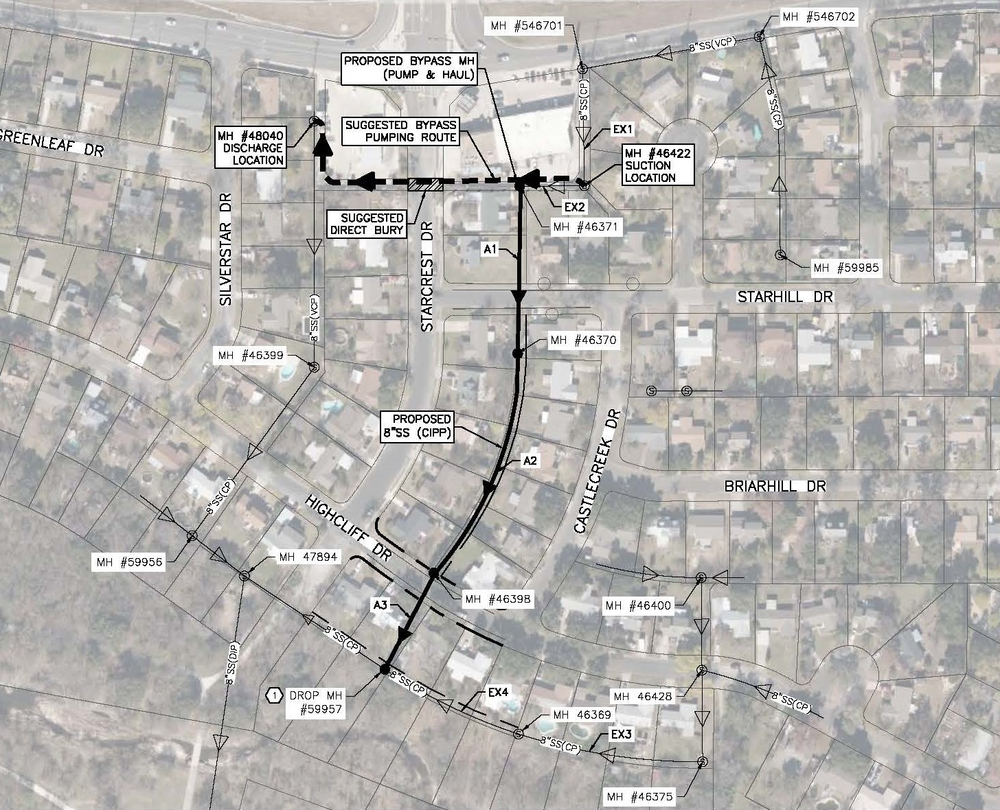 MH #546702
MH #546701
8"SS(VCP)
PROPOSED BYPASS MH
(PUMP & HAUL)
8"SS(CP)
8"SS(CP)
SUGGESTED BYPASS
PUMPING ROUTE
EX1
MH #48040
DISCHARGE
LOCATION
GREENLEAF DR
MH #46422
SUCTION
LOCATION
EX2
SUGGESTED
DIRECT BURY
MH #46371
SILVERSTAR DR
STARCREST DR
A1
MH #59985
STARHILL DR
8"SS(VCP)
MH #46370
MH #46399
S
S
PROPOSED
8"SS (CIPP)
A2
CASTLECREEK DR
BRIARHILL DR
8"SS(CP)
HIGHCLIFF DR
MH #59956
MH 47894
MH #46398
A3
MH #46400
8"SS(CP)
8"SS(DIP)
8"SS(CP)
1 DROP MH
#59957
EX4
MH 46428
8"SS(CP)
MH 46369
EX3
8"SS(CP)
MH #46375